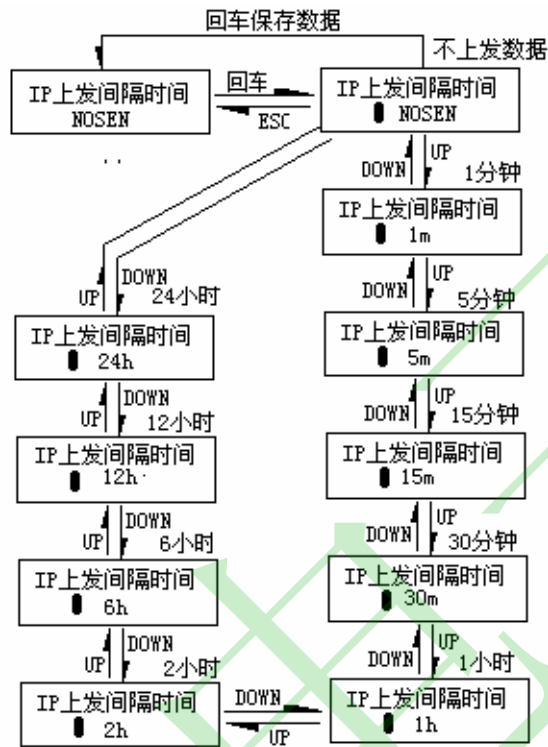 回车保存数据
不上发数据
IP上发间隔时间
NOSEN
回车
ESC
IP上发间隔时间
NOSEN
..
DOWN
UP
1分钟
IP上发间隔时间
1m
DOWN
UP
5分钟
IP上发间隔时间
5m
DOWN
UP
15分钟
IP上发间隔时间
15m
DOWN
UP
30分钟
IP上发间隔时间
30m
DOWN
UP
1小时
IP上发间隔时间
1h
DOWN
UP
IP上发间隔时间
2h
UP
DOWN
2小时
IP上发间隔时间
6h
UP
DOWN
6小时
IP上发间隔时间
12h
UP
DOWN
12小时
IP上发间隔时间
24h
UP
DOWN
24小时